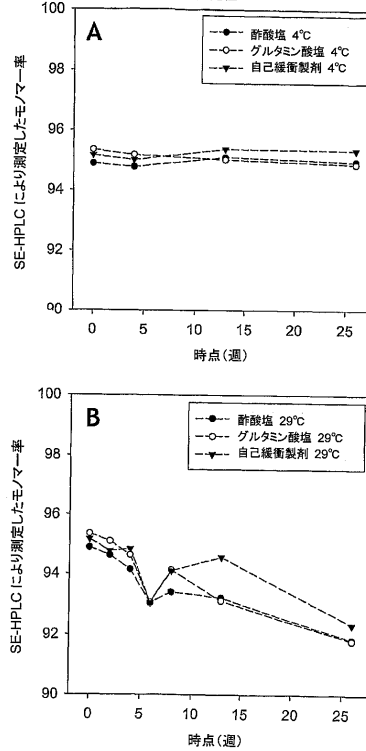 100
A
酢酸塩 4℃
グルタミン酸塩 4℃
自己緩衝製剤 4℃
98
96
94
92
90
SE-HPLC により測定したモノマー率
0 5 10 15 20 25
時点(週)
100
B
酢酸塩 29℃
グルタミン酸塩 29℃
自己緩衝製剤 29℃
98
96
94
92
90
SE-HPLC により測定したモノマー率
0 5 10 15 20 25
時点(週)